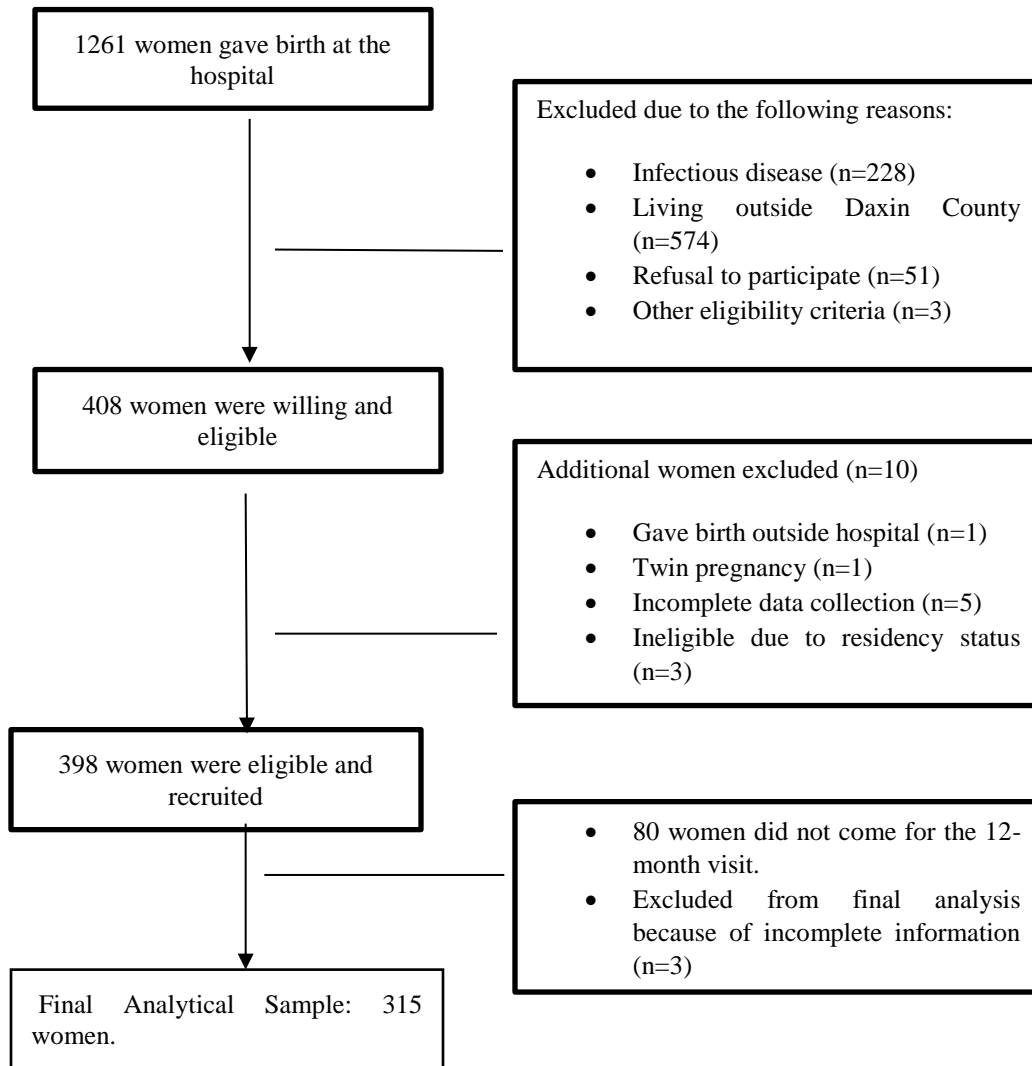 1261 women gave birth at the
hospital
Excluded due to the following reasons:
• Infectious disease (n=228)
• Living outside Daxin County
(n=574)
• Refusal to participate (n=51)
• Other eligibility criteria (n=3)
408 women were willing and
eligible
Additional women excluded (n=10)
• Gave birth outside hospital (n=1)
• Twin pregnancy (n=1)
• Incomplete data collection (n=5)
• Ineligible due to residency status
(n=3)
398 women were eligible and
recruited
• 80 women did not come for the 12-
month visit.
• Excluded from final analysis
because of incomplete information
(n=3)
Final Analytical Sample: 315
women.